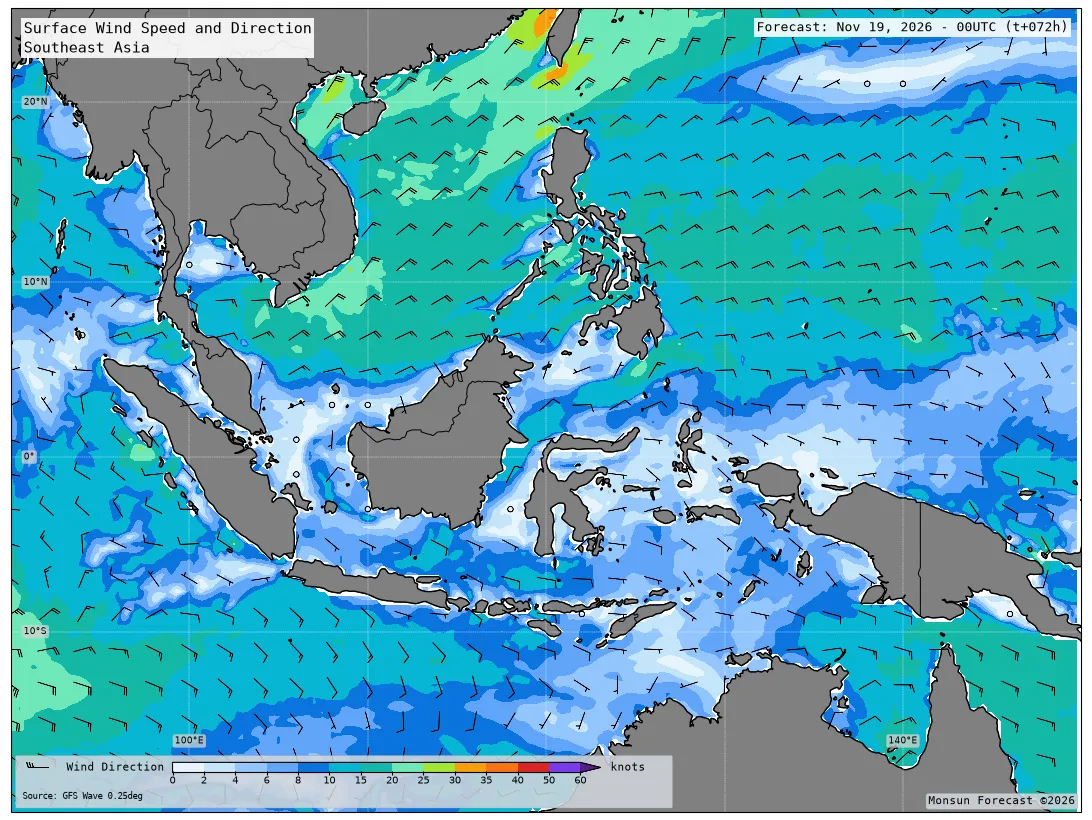 Surface Wind Speed and Direction
Southeast Asia
Forecast: Nov 19, 2026 - 00UTC (t+072h)
20°N
10°N
0°
10°S
100°E
140°E
Wind Direction
0 2 4 6 8 10 15 20 25 30 35 40 50 60
knots
Source: GFS Wave 0.25deg
Monsun Forecast ©2026